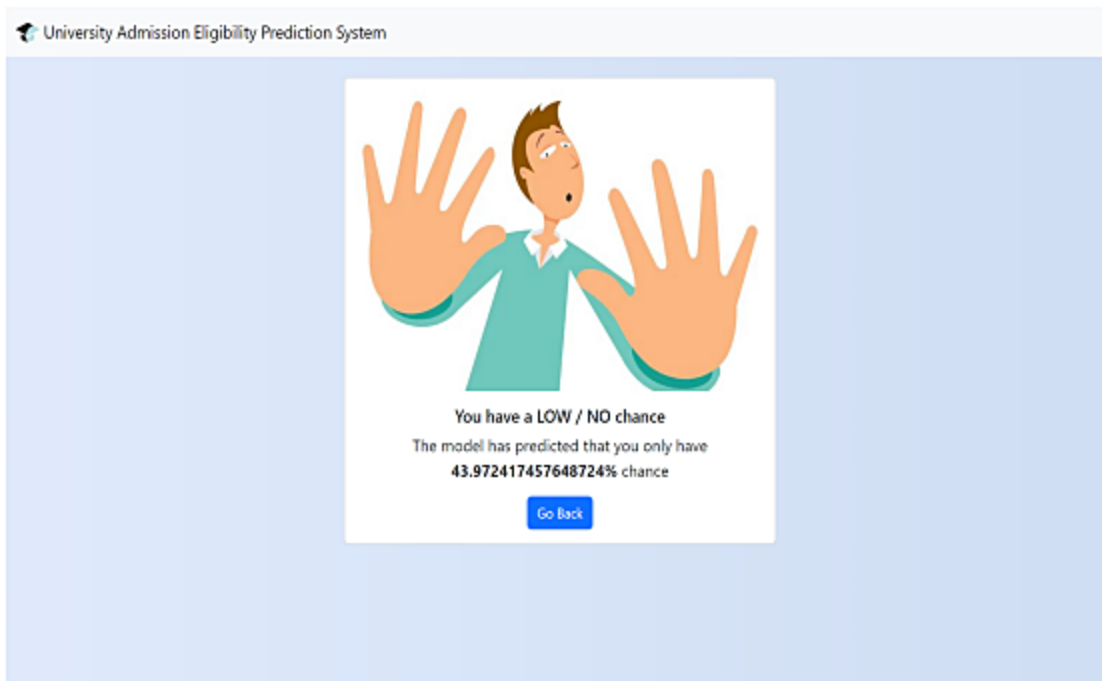 University Admission Eligibility Prediction System
You have a LOW / NO chance
The model has predicted that you only have
43.972417457648724% chance
Go Back